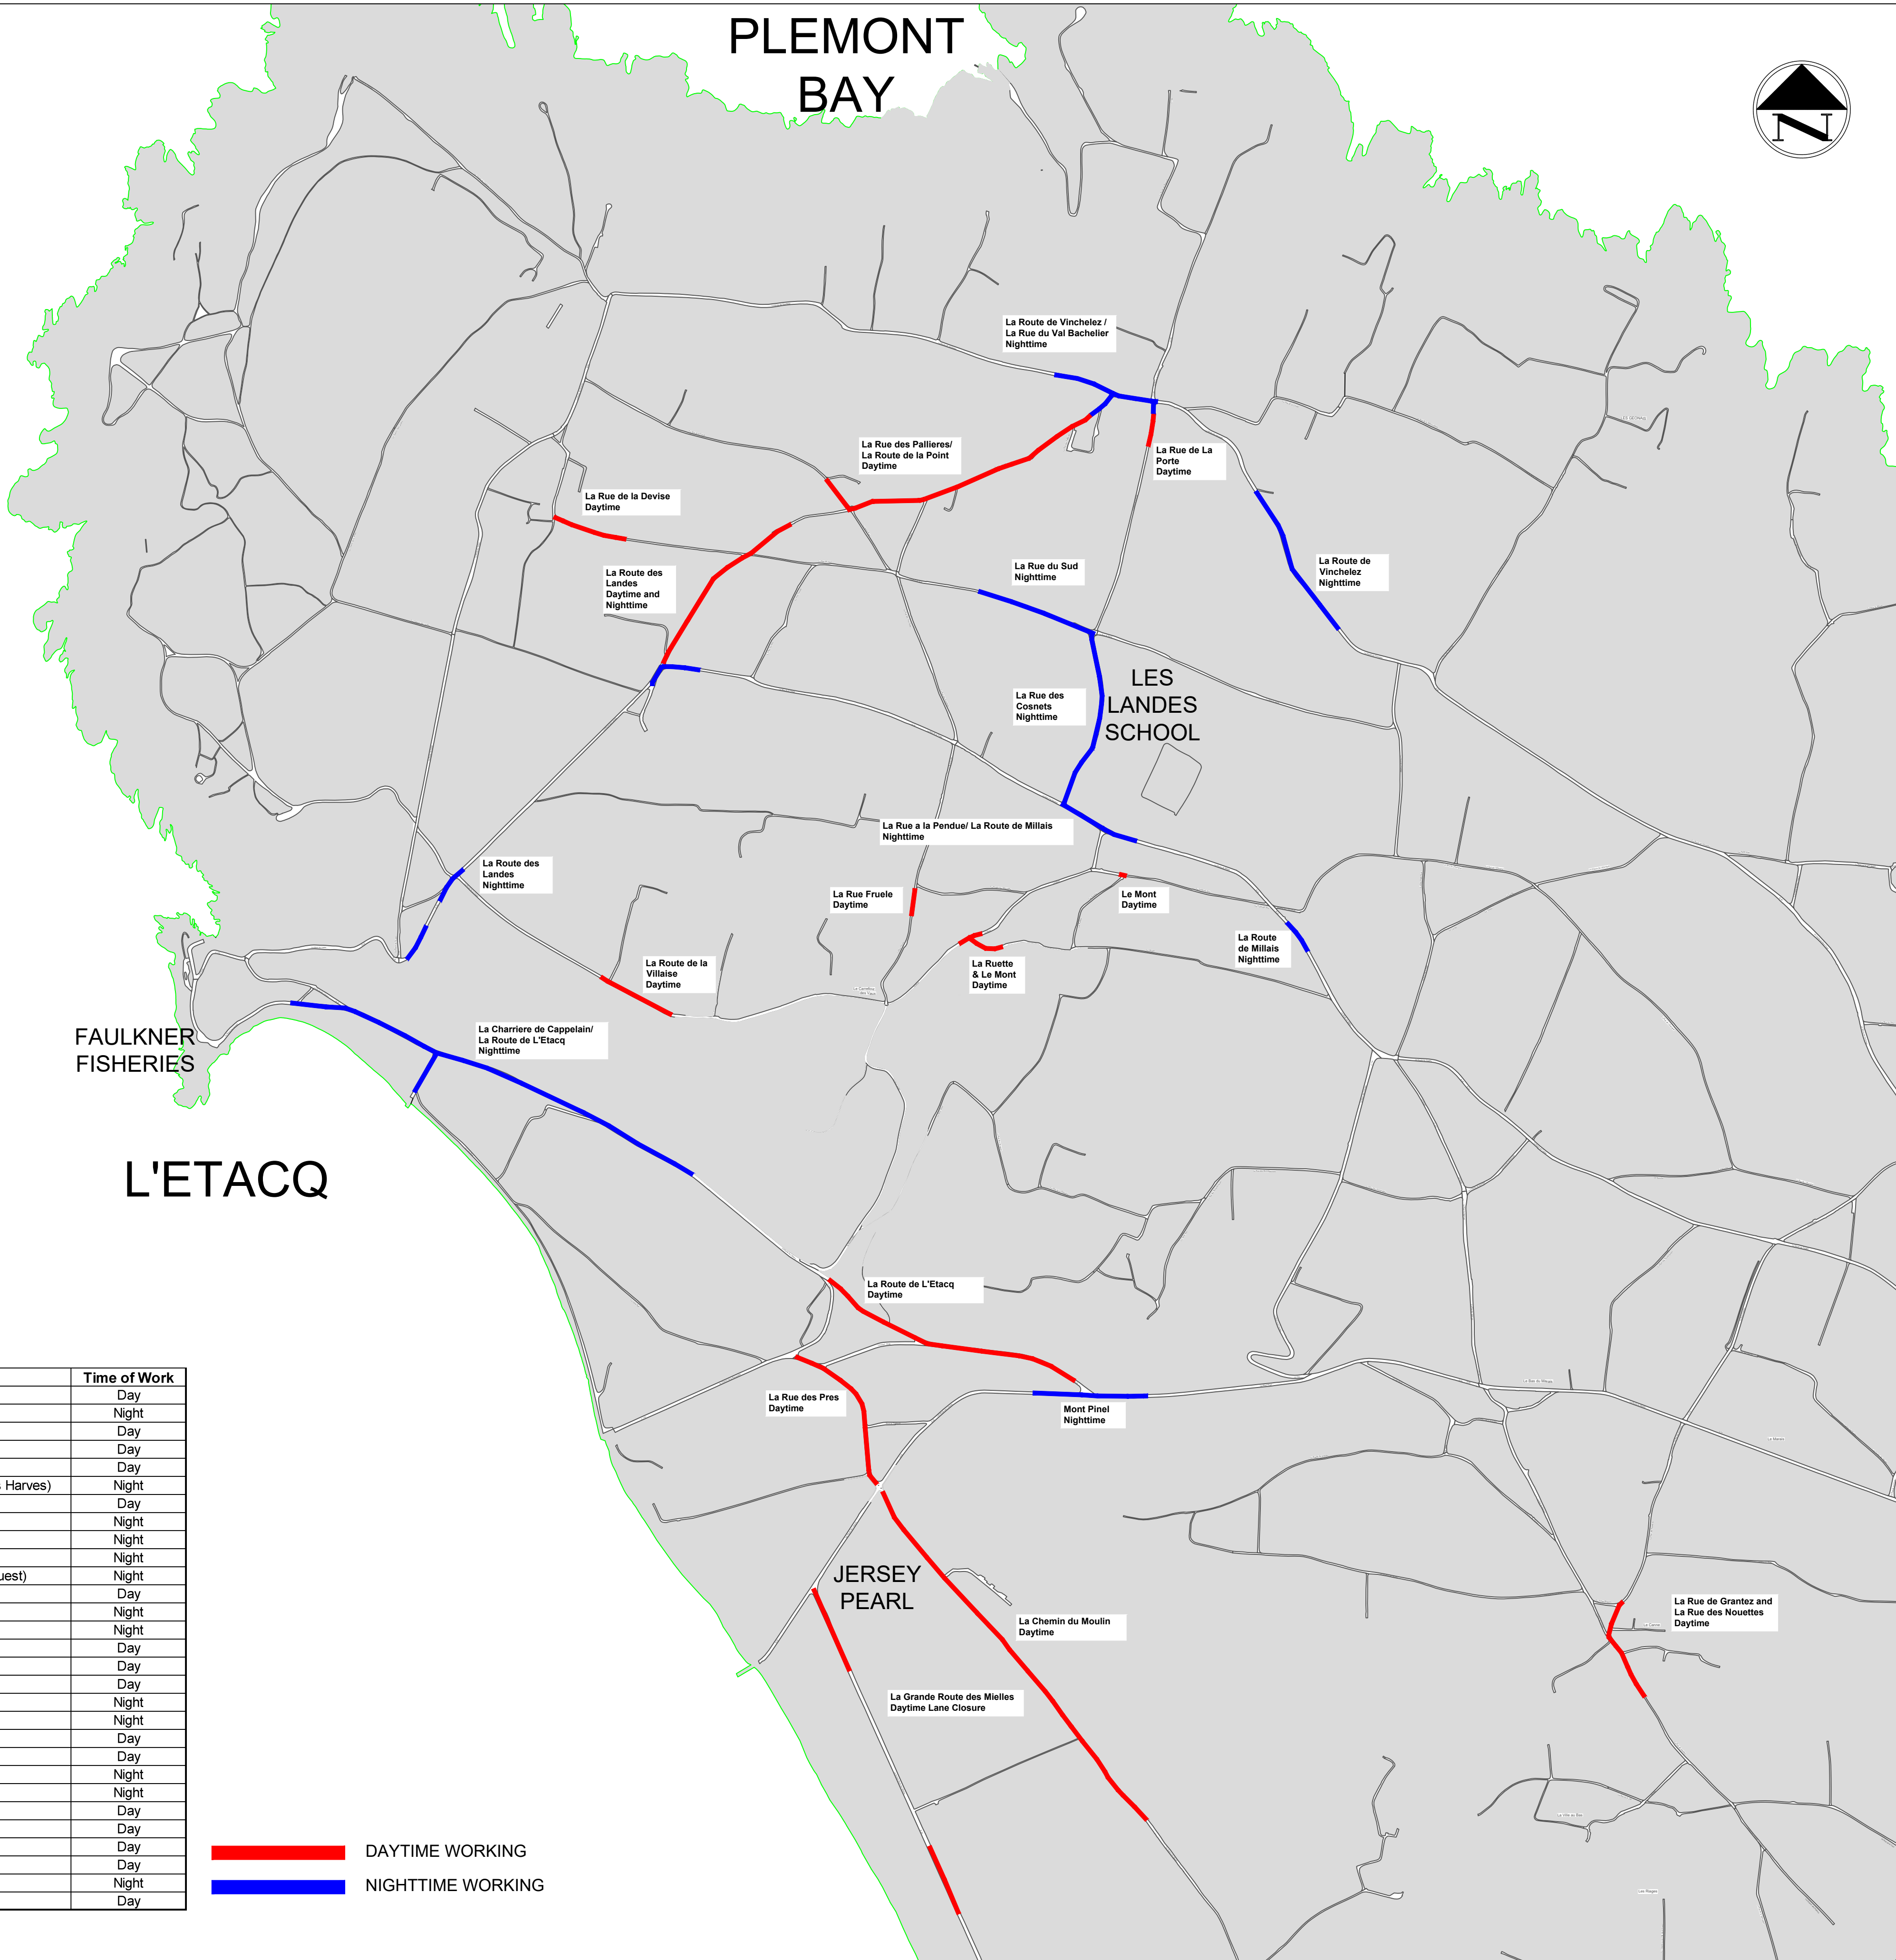 PLEMONT
BAY
N
La Route de Vinchelez /
La Rue du Val Bachelier
Nighttime
La Rue des Pallieres/
La Route de la Point
Daytime
La Rue de La
Porte
Daytime
La Rue de la Devise
Daytime
La Route des
Landes
Daytime and
Nighttime
La Rue du Sud
Nighttime
La Route de
Vinchelez
Nighttime
La Rue des
Cosnets
Nighttime
LES
LANDES
SCHOOL
La Rue a la Pendue/ La Route de Millais
Nighttime
La Route des
Landes
Nighttime
La Rue Fruele
Daytime
Le Mont
Daytime
La Route
de Millais
Nighttime
La Route de la
Villaise
Daytime
La Ruette
& Le Mont
Daytime
FAULKNER
FISHERIES
La Charriere de Cappelain/
La Route de L'Etacq
Nighttime
L'ETACQ
La Route de L'Etacq
Daytime
La Rue des Pres
Daytime
Mont Pinel
Nighttime
JERSEY
PEARL
La Chemin du Moulin
Daytime
La Rue de Grantez and
La Rue des Nouettes
Daytime
La Grande Route des Mielles
Daytime Lane Closure
Time of Work
Day
Night
Day
Day
Day
Harves) Night
Day
Night
Night
Night
uest) Night
Day
Night
Night
Day
Day
Day
Night
Night
Day
Day
Night
Night
Day
Day
Day
Day
Night
Day
DAYTIME WORKING
NIGHTTIME WORKING